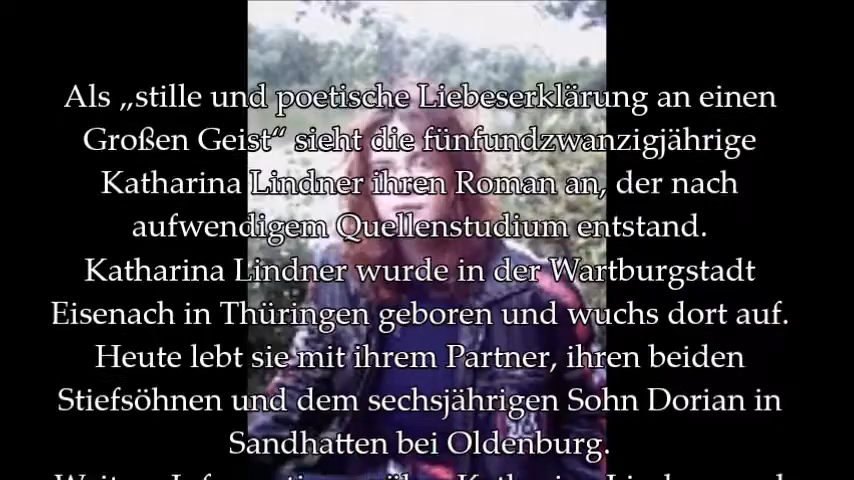 Als „stille und poetische Liebeserklärung an einen
Großen Geist“ sieht die fünfundzwanzigjährige
Katharina Lindner ihren Roman an, der nach
aufwendigem Quellenstudium entstand.
Katharina Lindner wurde in der Wartburgstadt
Eisenach in Thüringen geboren und wuchs dort auf.
Heute lebt sie mit ihrem Partner, ihren beiden
Stiefsöhnen und dem sechsjährigen Sohn Dorian in
Sandhatten bei Oldenburg.